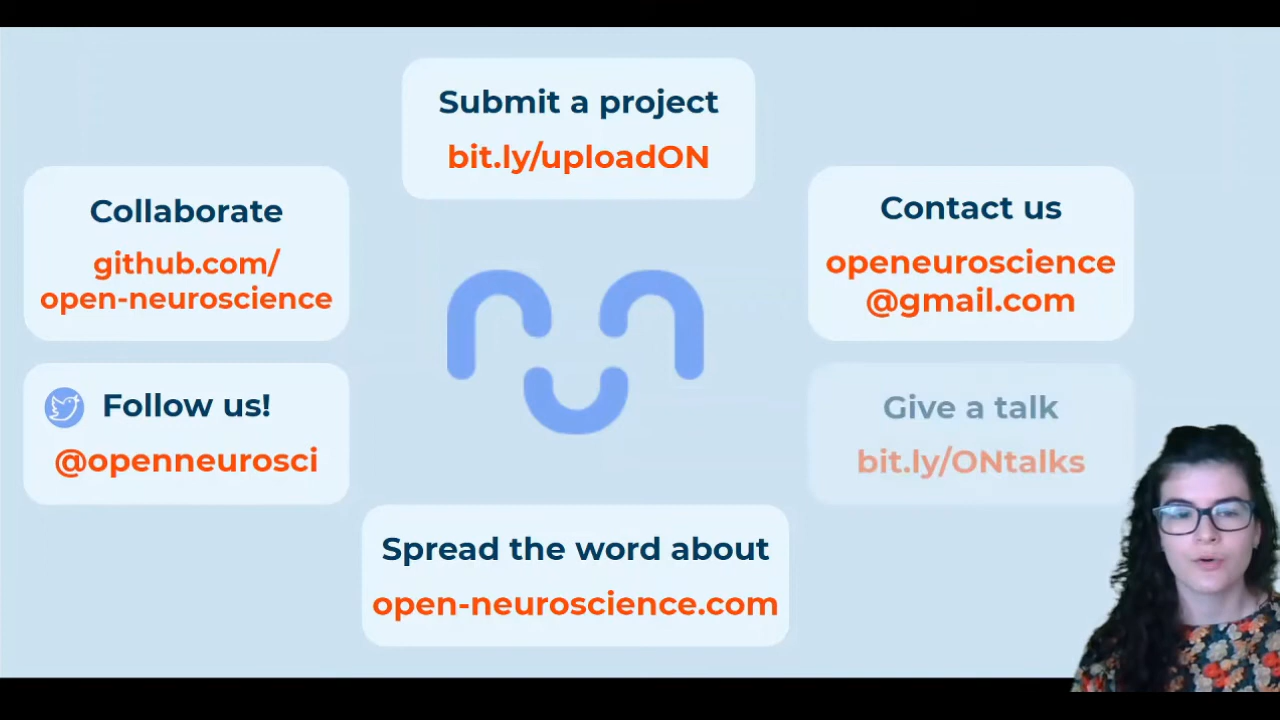 Submit a project
bit.ly/uploadON
Collaborate
github.com/
open-neuroscience
Contact us
openeuroscience
@gmail.com
Follow us!
@openneurosci
Give a talk
bit.ly/ONtalks
Spread the word about
open-neuroscience.com